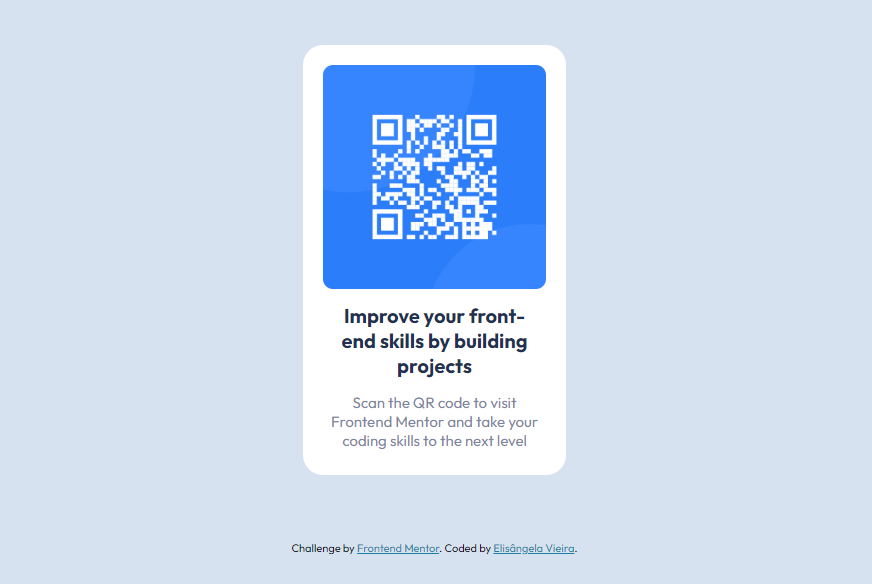 Improve your front-
end skills by building
projects
Scan the QR code to visit
Frontend Mentor and take your
coding skills to the next level
Challenge by Frontend Mentor. Coded by Elisângela Vieira.